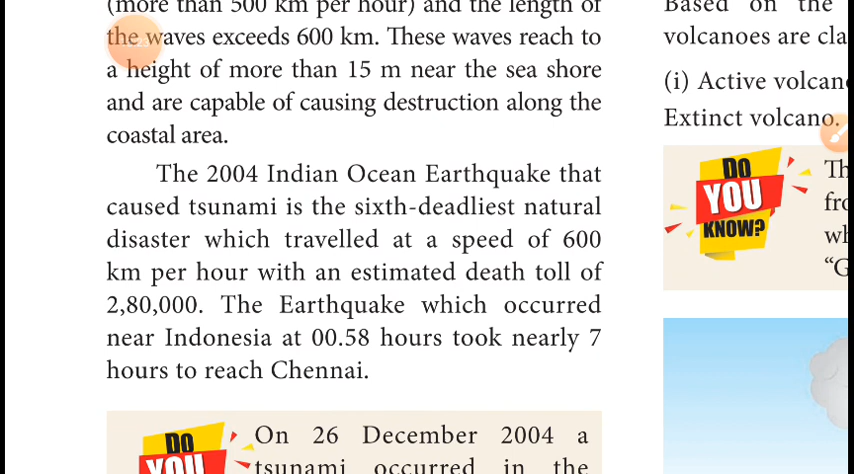 (more than 500 km per hour) and the length of
the waves exceeds 600 km. These waves reach to
a height of more than 15 m near the sea shore
and are capable of causing destruction along the
coastal area.
The 2004 Indian Ocean Earthquake that
caused tsunami is the sixth-deadliest natural
disaster which travelled at a speed of 600
km per hour with an estimated death toll of
2,80,000. The Earthquake which occurred
near Indonesia at 00.58 hours took nearly 7
hours to reach Chennai.
DO
YOU
On 26 December 2004 a
tsunami occurred in the
Based on the
volcanoes are cla
(i) Active volcan
Extinct volcano.
DO
YOU
KNOW?
Th
fro
wh
“G